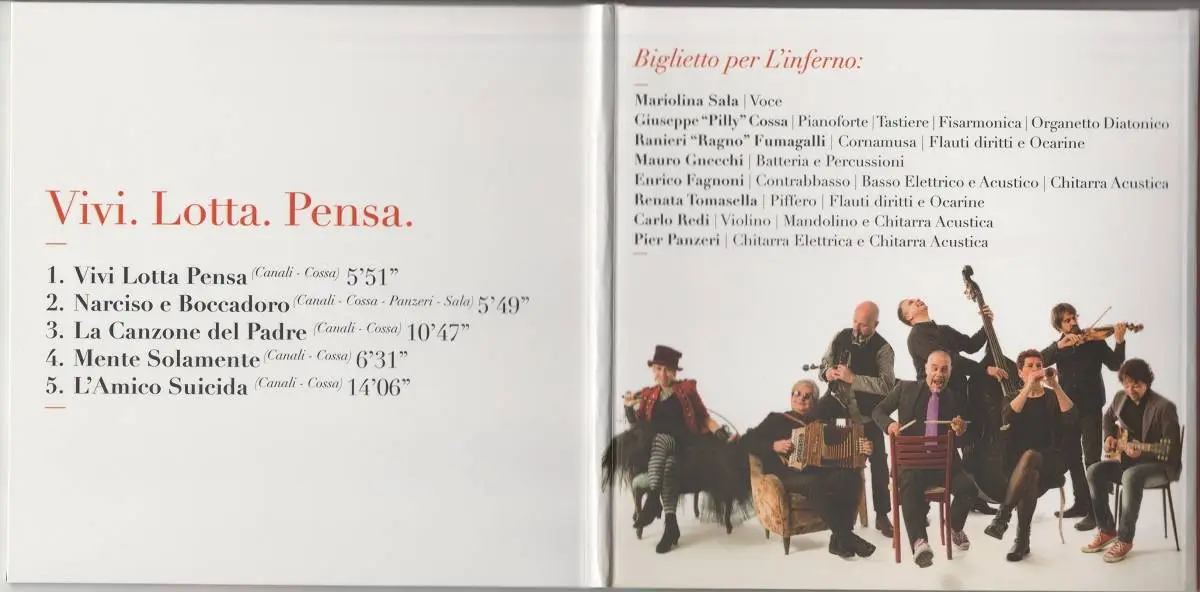 Vivi. Lotta. Pensa.
1. Vivi Lotta Pensa (Canali - Cossa) 5'51”
2. Narciso e Boccadoro (Canali - Cossa - Panzeri - Sala) 5'49”
3. La Canzone del Padre (Canali - Cossa) 10'47”
4. Mente Solamente (Canali - Cossa) 6'31”
5. L'Amico Suicida (Canali - Cossa) 14'06”
Biglietto per L'inferno:
Mariolina Sala | Voce
Giuseppe “Pilly” Cossa | Pianoforte | Tastiere | Fisarmonica | Organetto Diatonico
Ranieri “Ragno” Fumagalli | Cornamusa | Flauti diritti e Ocarine
Mauro Gnecchi | Batteria e Percussioni
Enrico Fagnoni | Contrabbasso | Basso Elettrico e Acustico | Chitarra Acustica
Renata Tomasella | Piffero | Flauti diritti e Ocarine
Carlo Redi | Violino | Mandolino e Chitarra Acustica
Pier Panzeri | Chitarra Elettrica e Chitarra Acustica